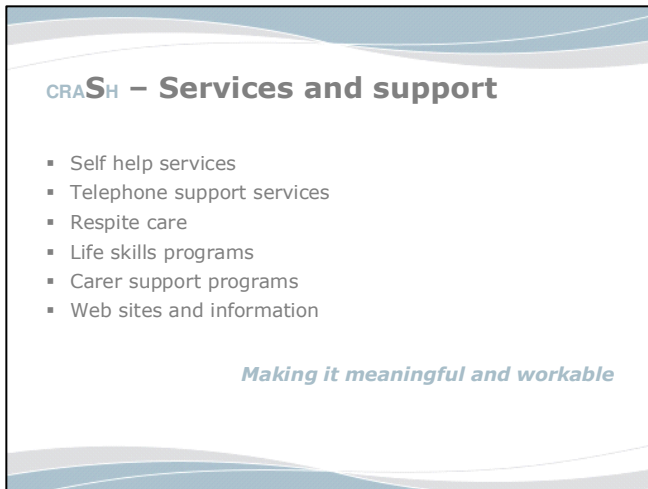 CRASH – Services and support
▪ Self help services
▪ Telephone support services
▪ Respite care
▪ Life skills programs
▪ Carer support programs
▪ Web sites and information
Making it meaningful and workable